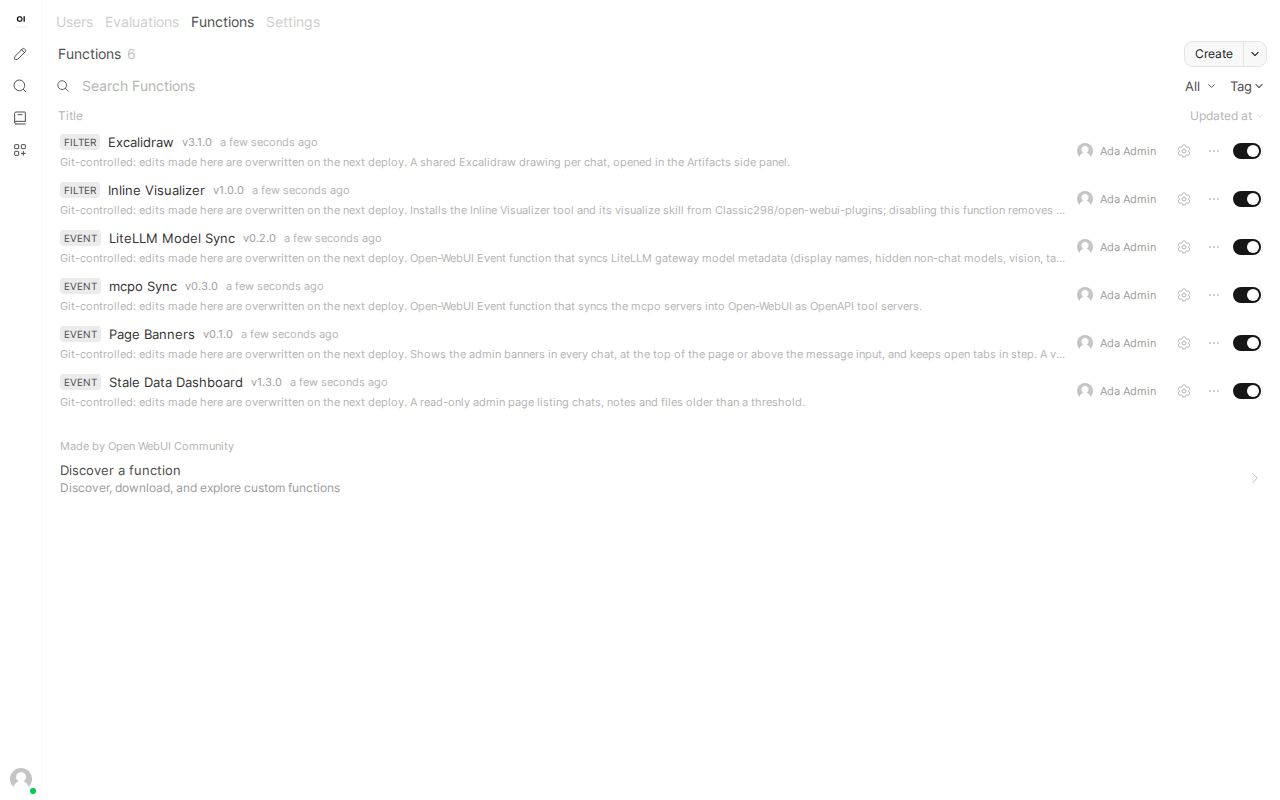 OI
Users Evaluations Functions Settings
Functions 6
Create
Search Functions
All Tag
Title Updated at
FILTER Excalidraw v3.1.0 a few seconds ago
Git-controlled: edits made here are overwritten on the next deploy. A shared Excalidraw drawing per chat, opened in the Artifacts side panel.
Ada Admin
FILTER Inline Visualizer v1.0.0 a few seconds ago
Git-controlled: edits made here are overwritten on the next deploy. Installs the Inline Visualizer tool and its visualize skill from Classic298/open-webui-plugins; disabling this function removes ...
Ada Admin
EVENT LiteLLM Model Sync v0.2.0 a few seconds ago
Git-controlled: edits made here are overwritten on the next deploy. Open-WebUI Event function that syncs LiteLLM gateway model metadata (display names, hidden non-chat models, vision, ta...
Ada Admin
EVENT mcpo Sync v0.3.0 a few seconds ago
Git-controlled: edits made here are overwritten on the next deploy. Open-WebUI Event function that syncs the mcpo servers into Open-WebUI as OpenAPI tool servers.
Ada Admin
EVENT Page Banners v0.1.0 a few seconds ago
Git-controlled: edits made here are overwritten on the next deploy. Shows the admin banners in every chat, at the top of the page or above the message input, and keeps open tabs in step. A v...
Ada Admin
EVENT Stale Data Dashboard v1.3.0 a few seconds ago
Git-controlled: edits made here are overwritten on the next deploy. A read-only admin page listing chats, notes and files older than a threshold.
Ada Admin
Made by Open WebUI Community
Discover a function
Discover, download, and explore custom functions